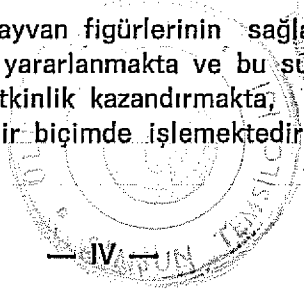 ayvan figürlerinin sağla
yararlanmakta ve bu sü
tkinlik kazandırmakta,
ir biçimde işlemektedir
— IV —